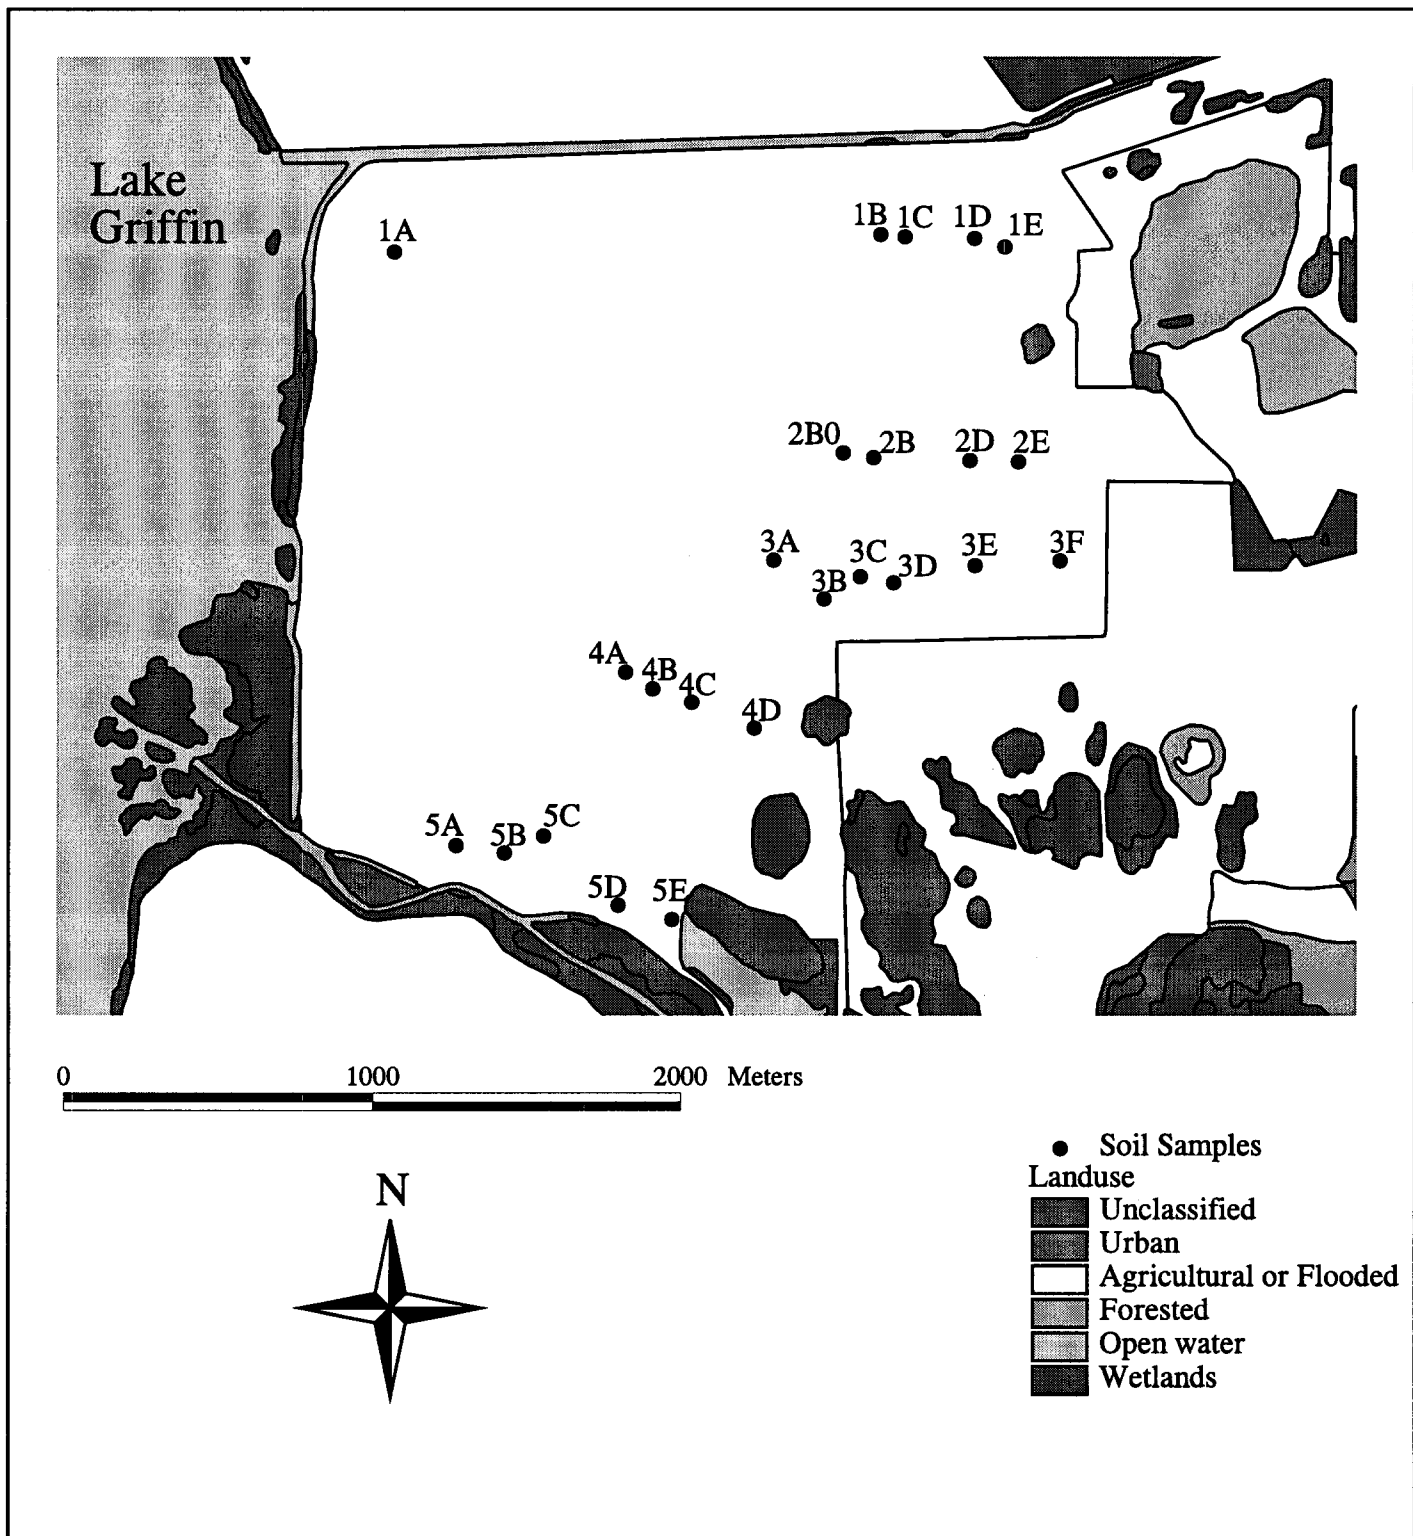 Lake
Griffin
1A
1B 1C 1D 1E
2B0 2B 2D 2E
3A 3B 3C 3D 3E 3F
4A 4B 4C 4D
5A 5B 5C
5D 5E
0 1000 2000 Meters
N
Soil Samples
Landuse
Unclassified
Urban
Agricultural or Flooded
Forested
Open water
Wetlands